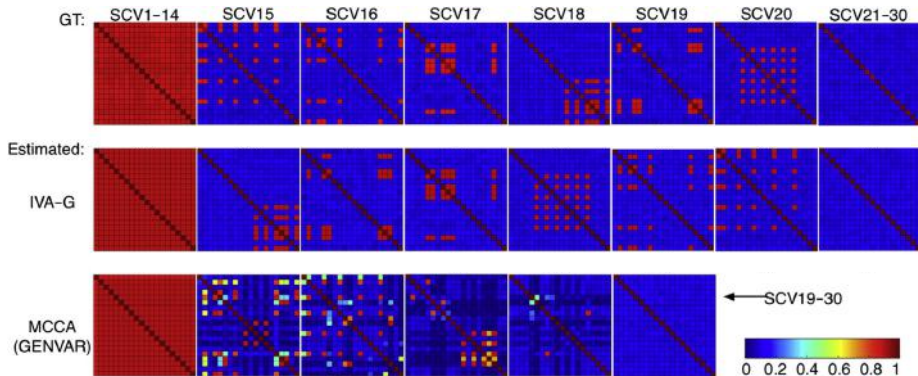 GT: SCV1-14 SCV15 SCV16 SCV17 SCV18 SCV19 SCV20 SCV21-30
Estimated:
IVA-G
MCCA
(GENVAR)
SCV19-30
0 0.2 0.4 0.6 0.8 1